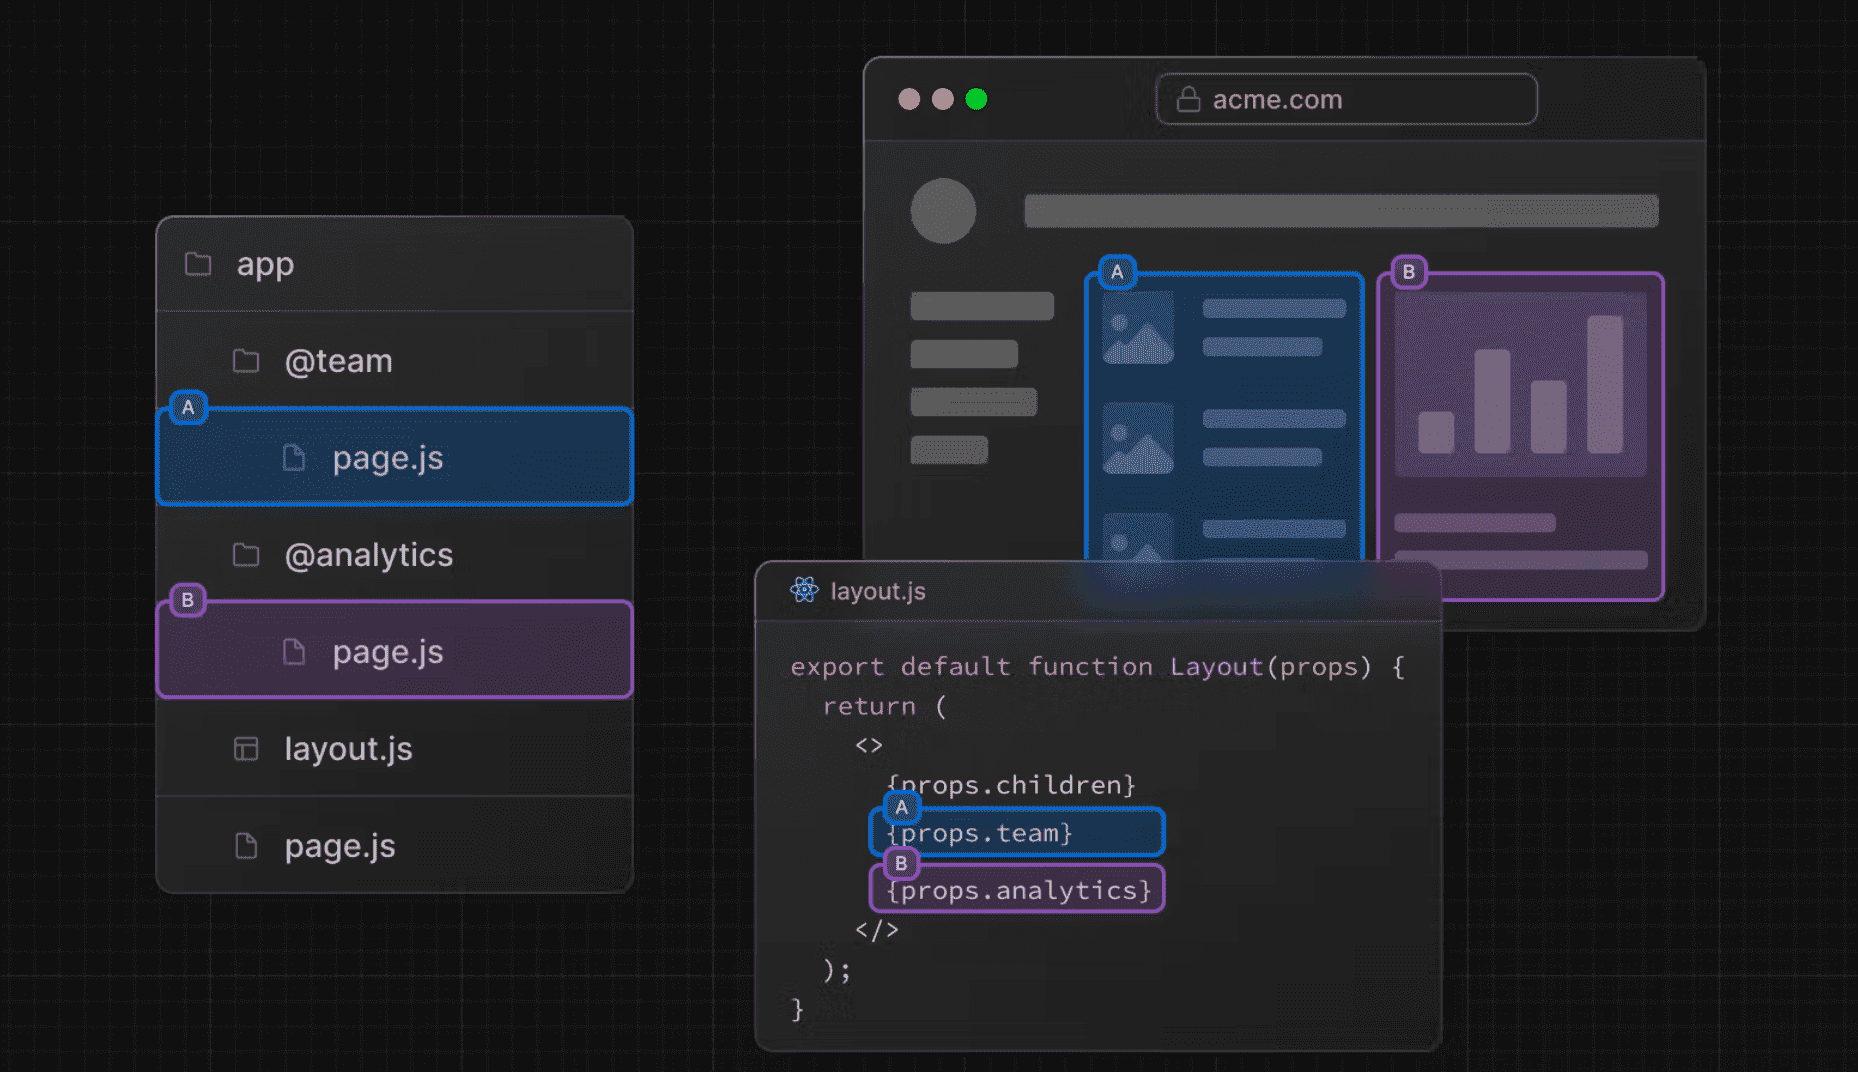 app
@team
A
page.js
@analytics
B
page.js
layout.js
page.js
acme.com
A
B
layout.js
export default function Layout(props) {
return (
<>
{props.children}
A
{props.team}
B
{props.analytics}
</>
);
}